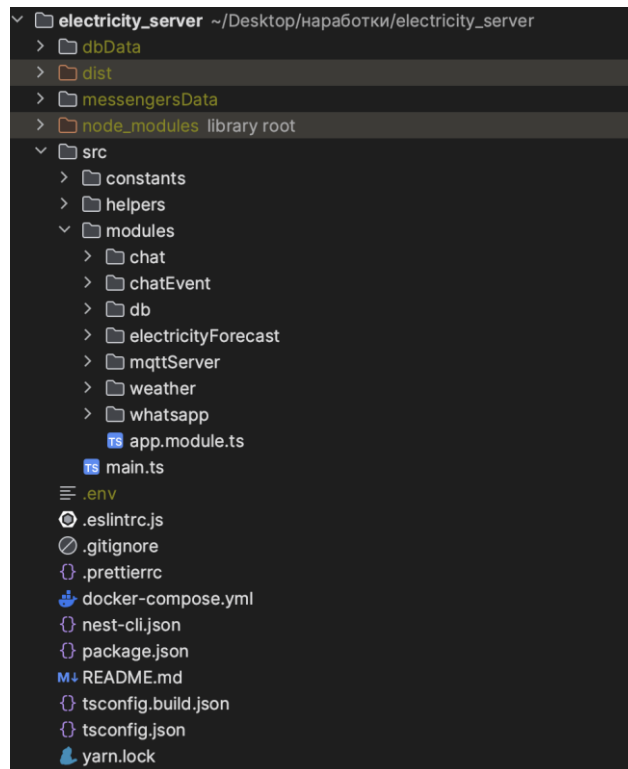 electricity_server ~/Desktop/наработки/electricity_server
dbData
dist
messengersData
node_modules library root
src
constants
helpers
modules
chat
chatEvent
db
electricityForecast
mqttServer
weather
whatsapp
TS app.module.ts
TS main.ts
.env
.eslintrc.js
.gitignore
{} .prettierrc
docker-compose.yml
{} nest-cli.json
{} package.json
M↓ README.md
{} tsconfig.build.json
{} tsconfig.json
yarn.lock